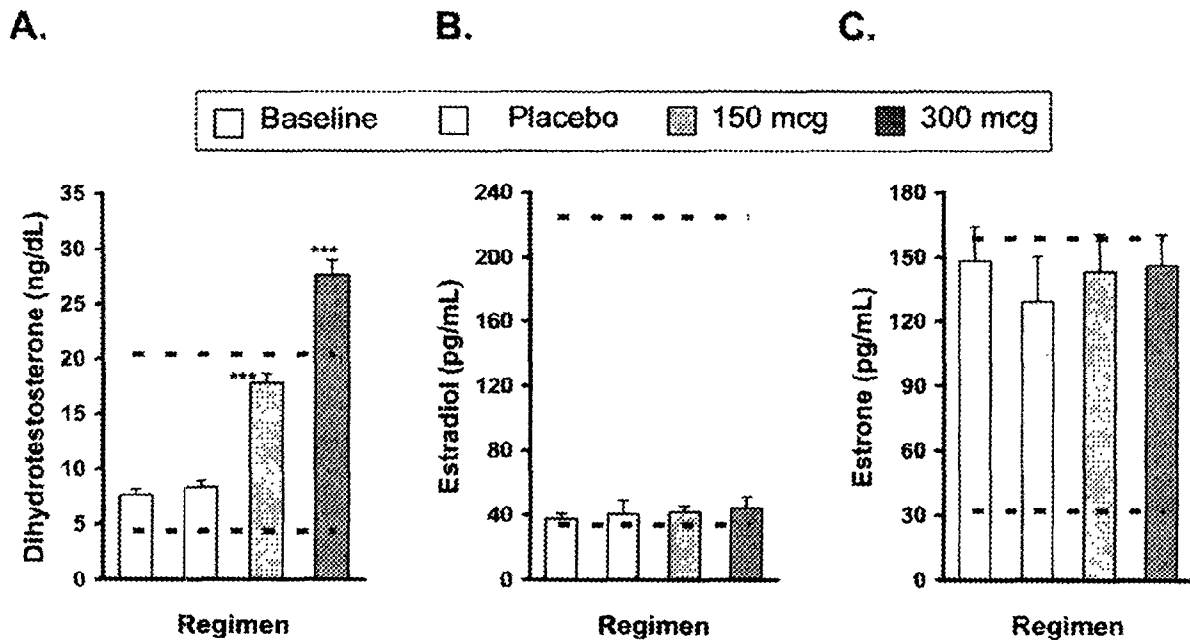 A.
B.
C.
Baseline Placebo 150 mcg 300 mcg
Dihydrotestosterone (ng/dL)
35
30
25
20
15
10
5
0
***
***
Regimen
Estradiol (pg/mL)
240
200
160
120
80
40
0
Regimen
Estrone (pg/mL)
180
150
120
90
60
30
0
Regimen